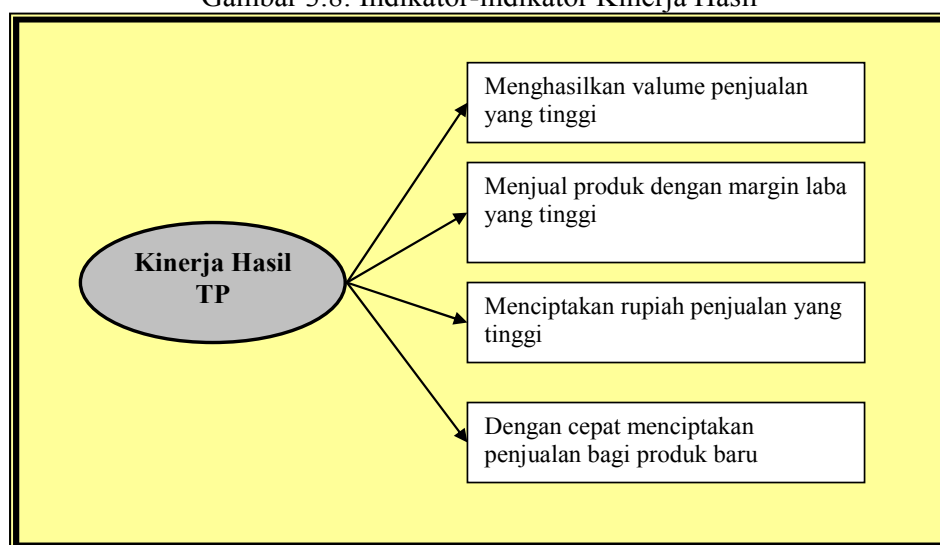 Gambar 3.8: Indikator-indikator Kinerja Hasil
Menghasilkan valume penjualan
yang tinggi
Menjual produk dengan margin laba
yang tinggi
Kinerja Hasil
TP
Menciptakan rupiah penjualan yang
tinggi
Dengan cepat menciptakan
penjualan bagi produk baru